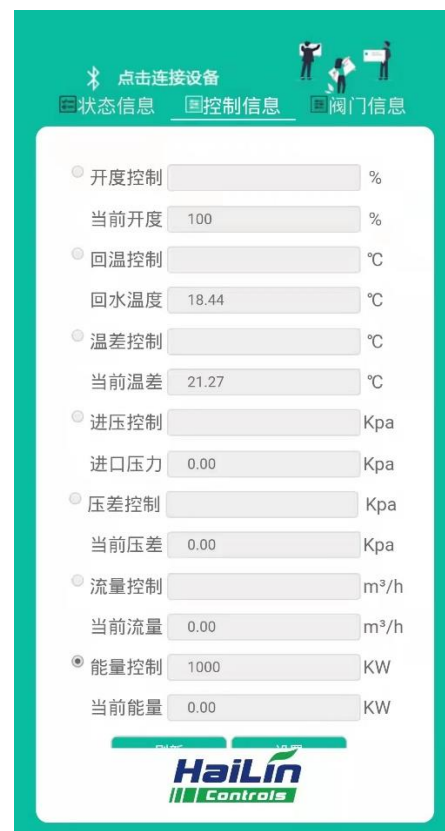 点击连接设备
状态信息 控制信息 阀门信息
开度控制 %
当前开度 100 %
回温控制 ℃
回水温度 18.44 ℃
温差控制 ℃
当前温差 21.27 ℃
进压控制 Kpa
进口压力 0.00 Kpa
压差控制 Kpa
当前压差 0.00 Kpa
流量控制 m³/h
当前流量 0.00 m³/h
能量控制 1000 KW
当前能量 0.00 KW
HaiLin
Controls